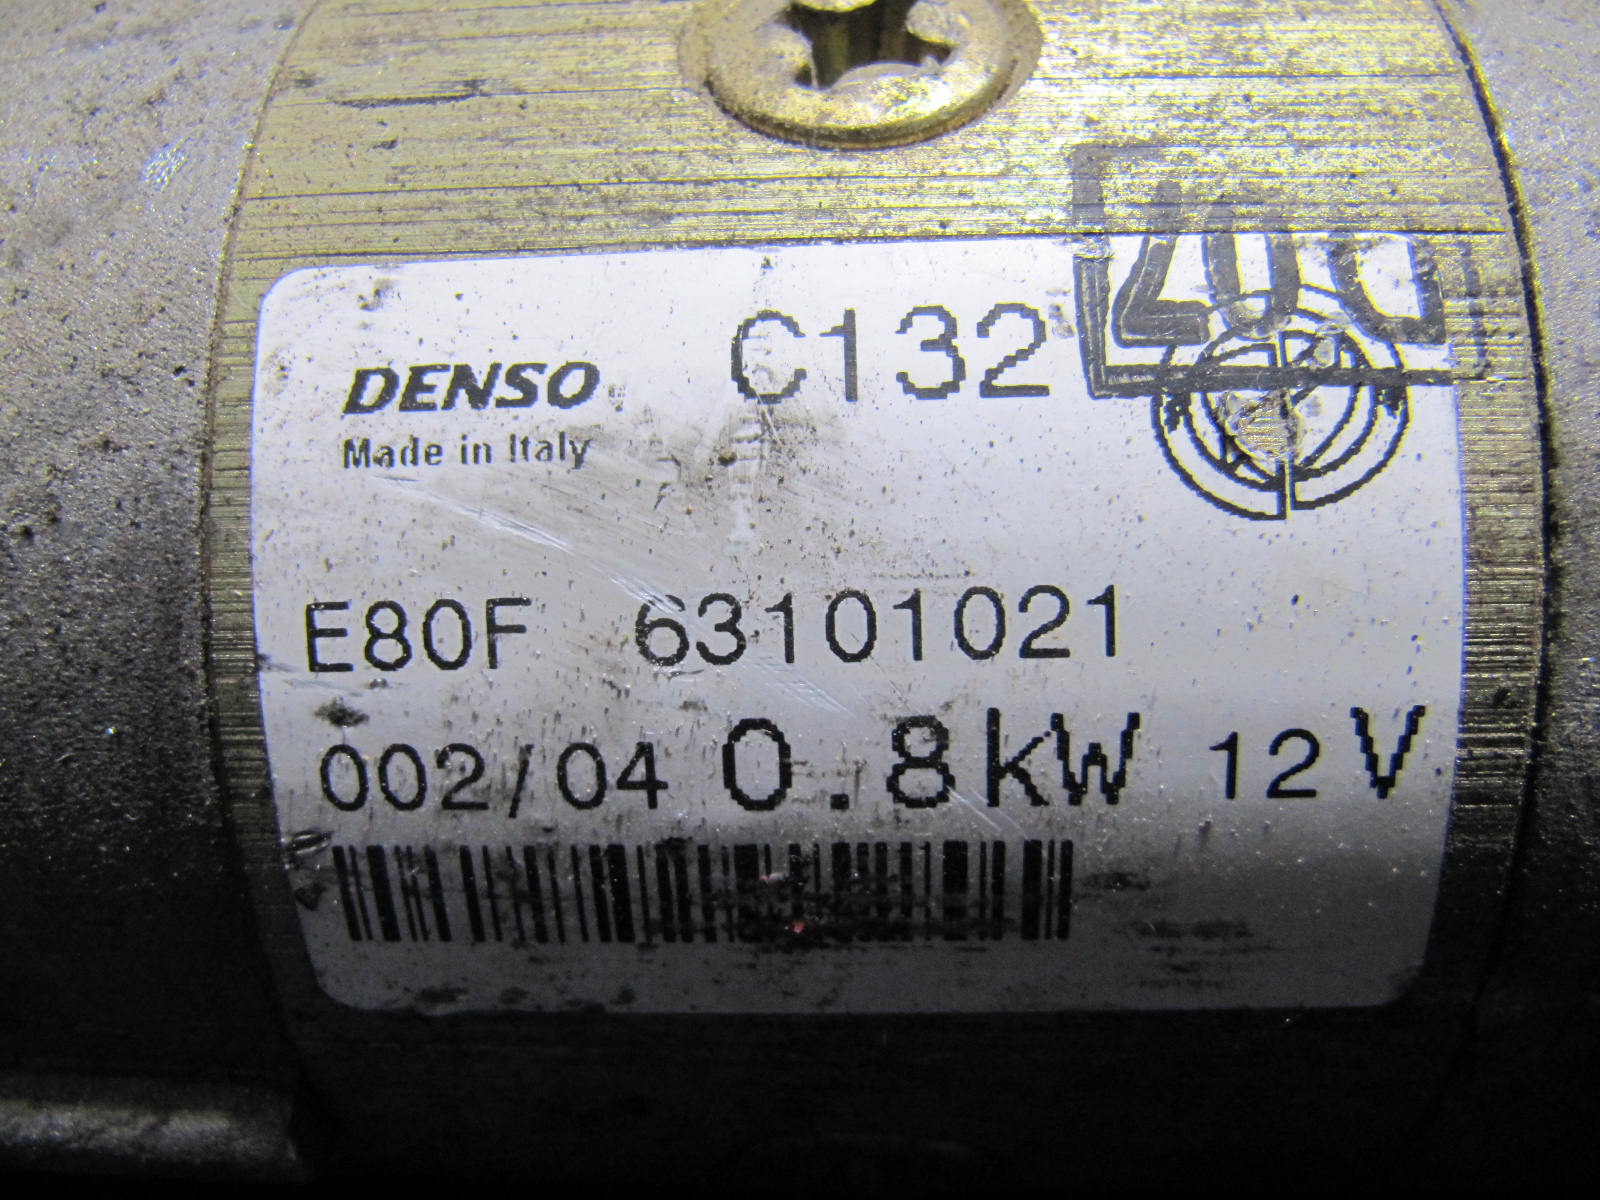 DENSO C132
Made in Italy
E80F 63101021
002/04 0.8kW 12V